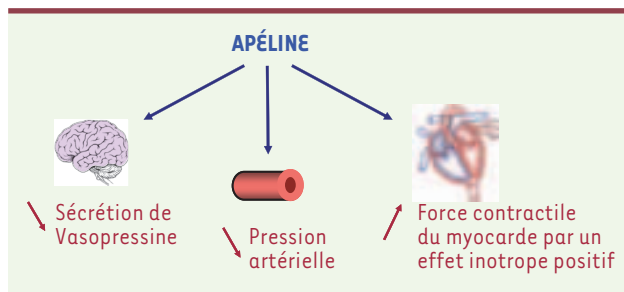 APÉLINE
Sécrétion de
Vasopressine
Pression
artérielle
Force contractile
du myocarde par un
effet inotrope positif